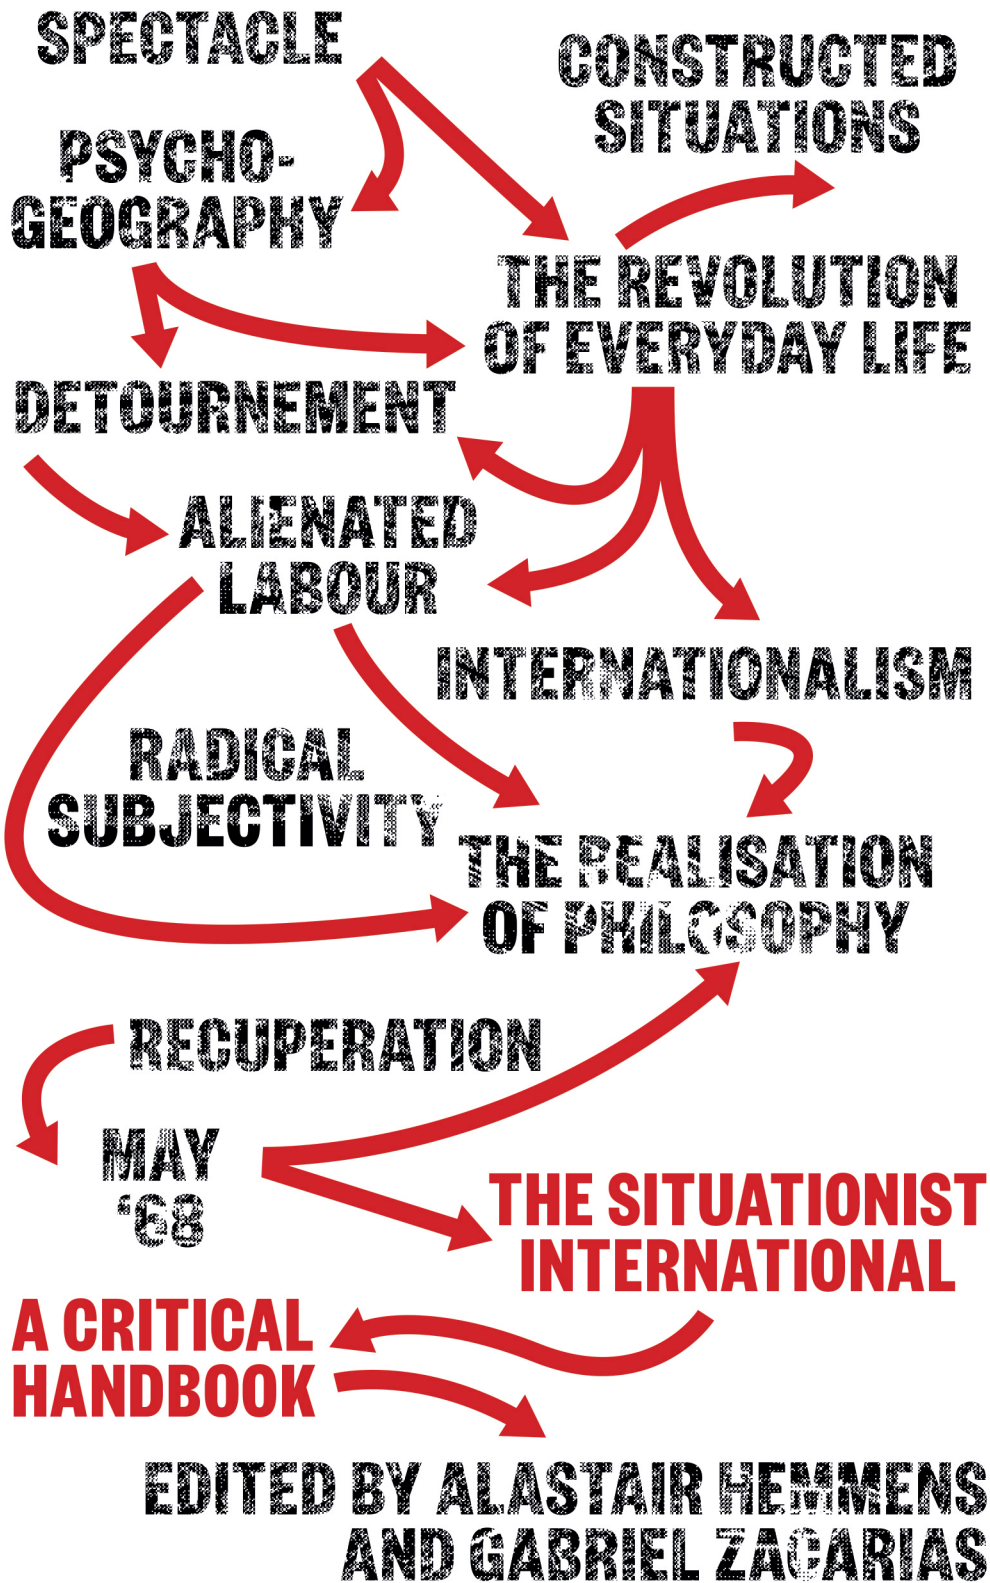 SPECTACLE
CONSTRUCTED
SITUATIONS
PSYCHO-
GEOGRAPHY
THE REVOLUTION
OF EVERYDAY LIFE
DETOURNEMENT
ALIENATED
LABOUR
INTERNATIONALISM
RADICAL
SUBJECTIVITY
THE REALISATION
OF PHILOSOPHY
RECUPERATION
MAY
‘68
THE SITUATIONIST
INTERNATIONAL
A CRITICAL
HANDBOOK
EDITED BY ALASTAIR HEMMENS
AND GABRIEL ZACARIAS